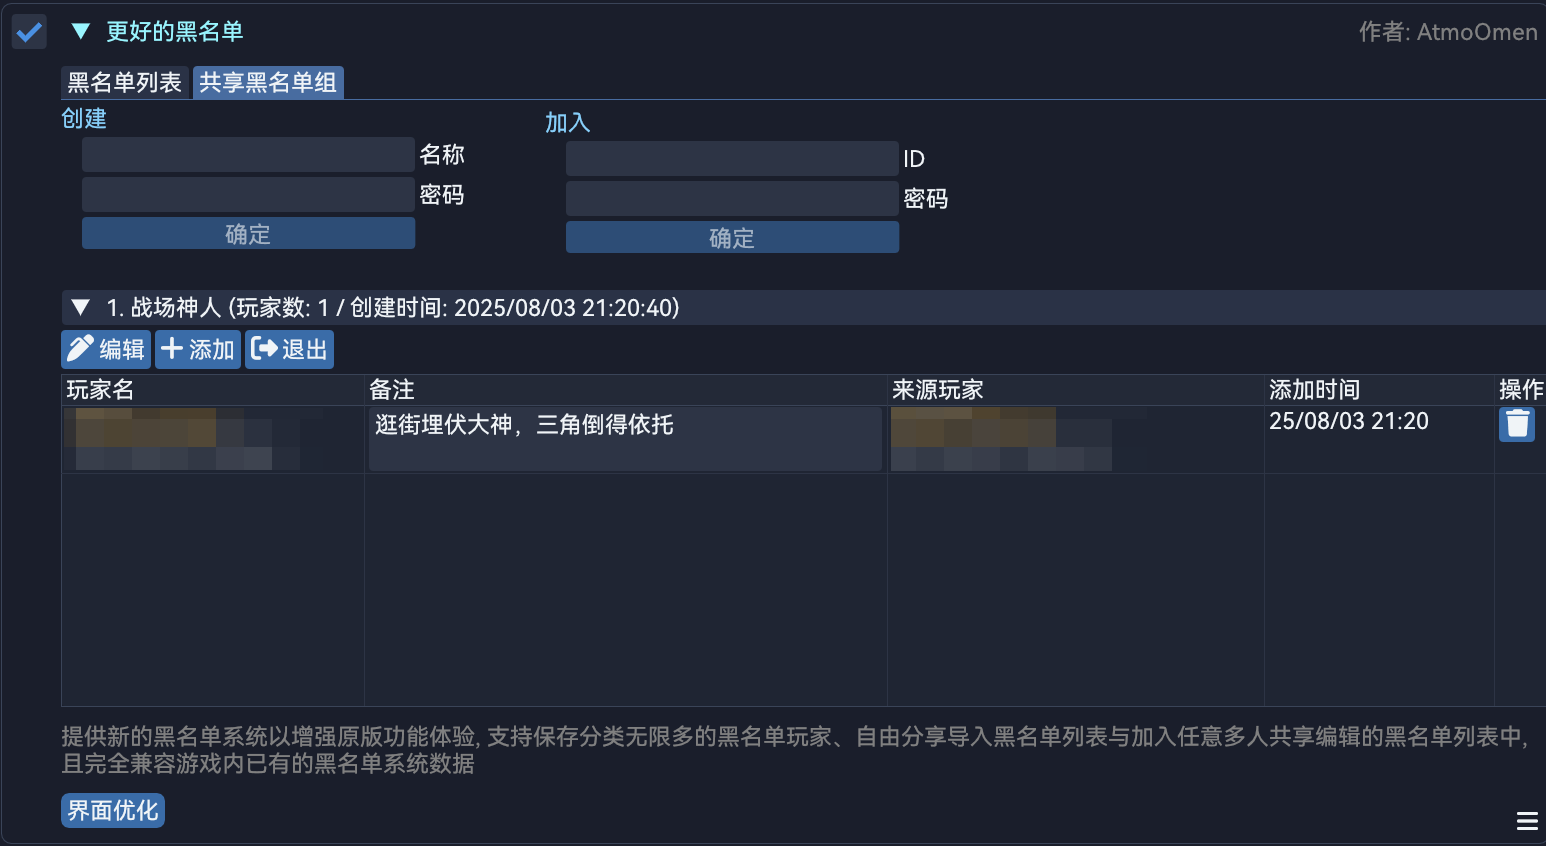 更好的黑名单
作者: AtmoOmen
黑名单列表 共享黑名单组
创建
名称
密码
确定
加入
ID
密码
确定
1. 战场神人 (玩家数: 1 / 创建时间: 2025/08/03 21:20:40)
编辑 添加 退出
玩家名 备注 来源玩家 添加时间 操作
逛街埋伏大神，三角倒得依托 25/08/03 21:20
提供新的黑名单系统以增强原版功能体验, 支持保存分类无限多的黑名单玩家、自由分享导入黑名单列表与加入任意多人共享编辑的黑名单列表中,
且完全兼容游戏内已有的黑名单系统数据
界面优化